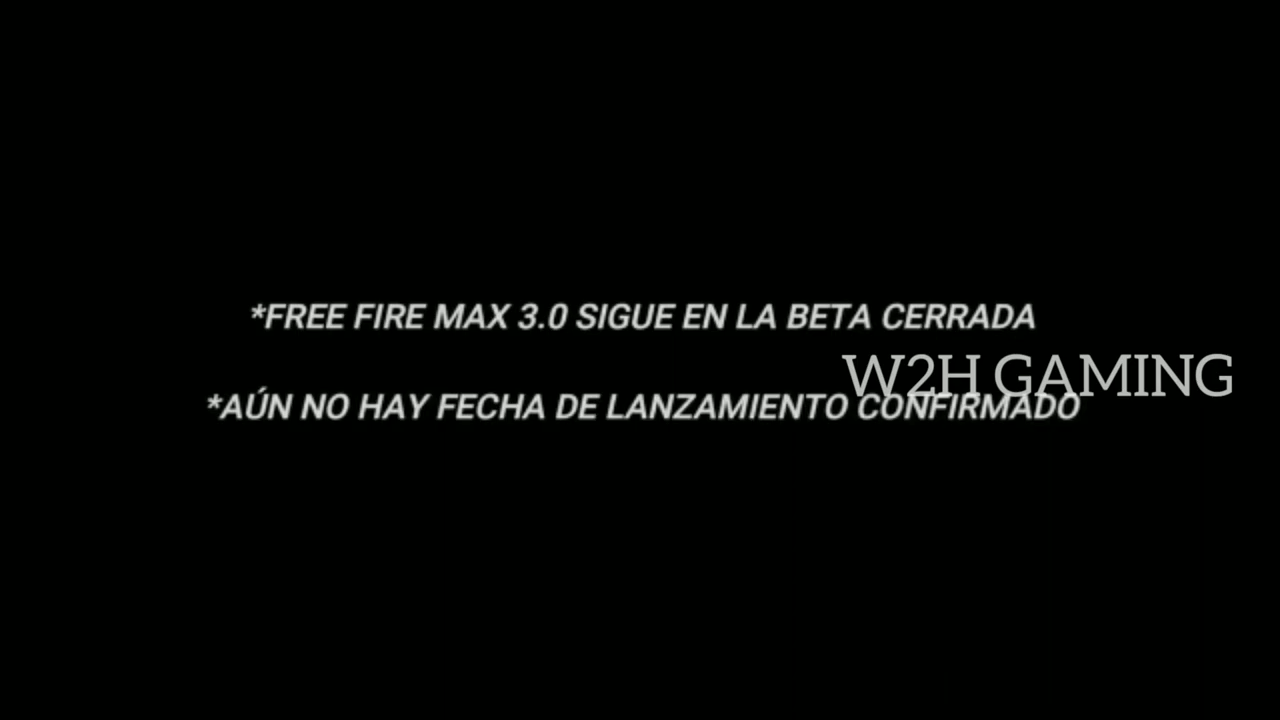 *FREE FIRE MAX 3.0 SIGUE EN LA BETA CERRADA
W2H GAMING
*AÚN NO HAY FECHA DE LANZAMIENTO CONFIRMADO